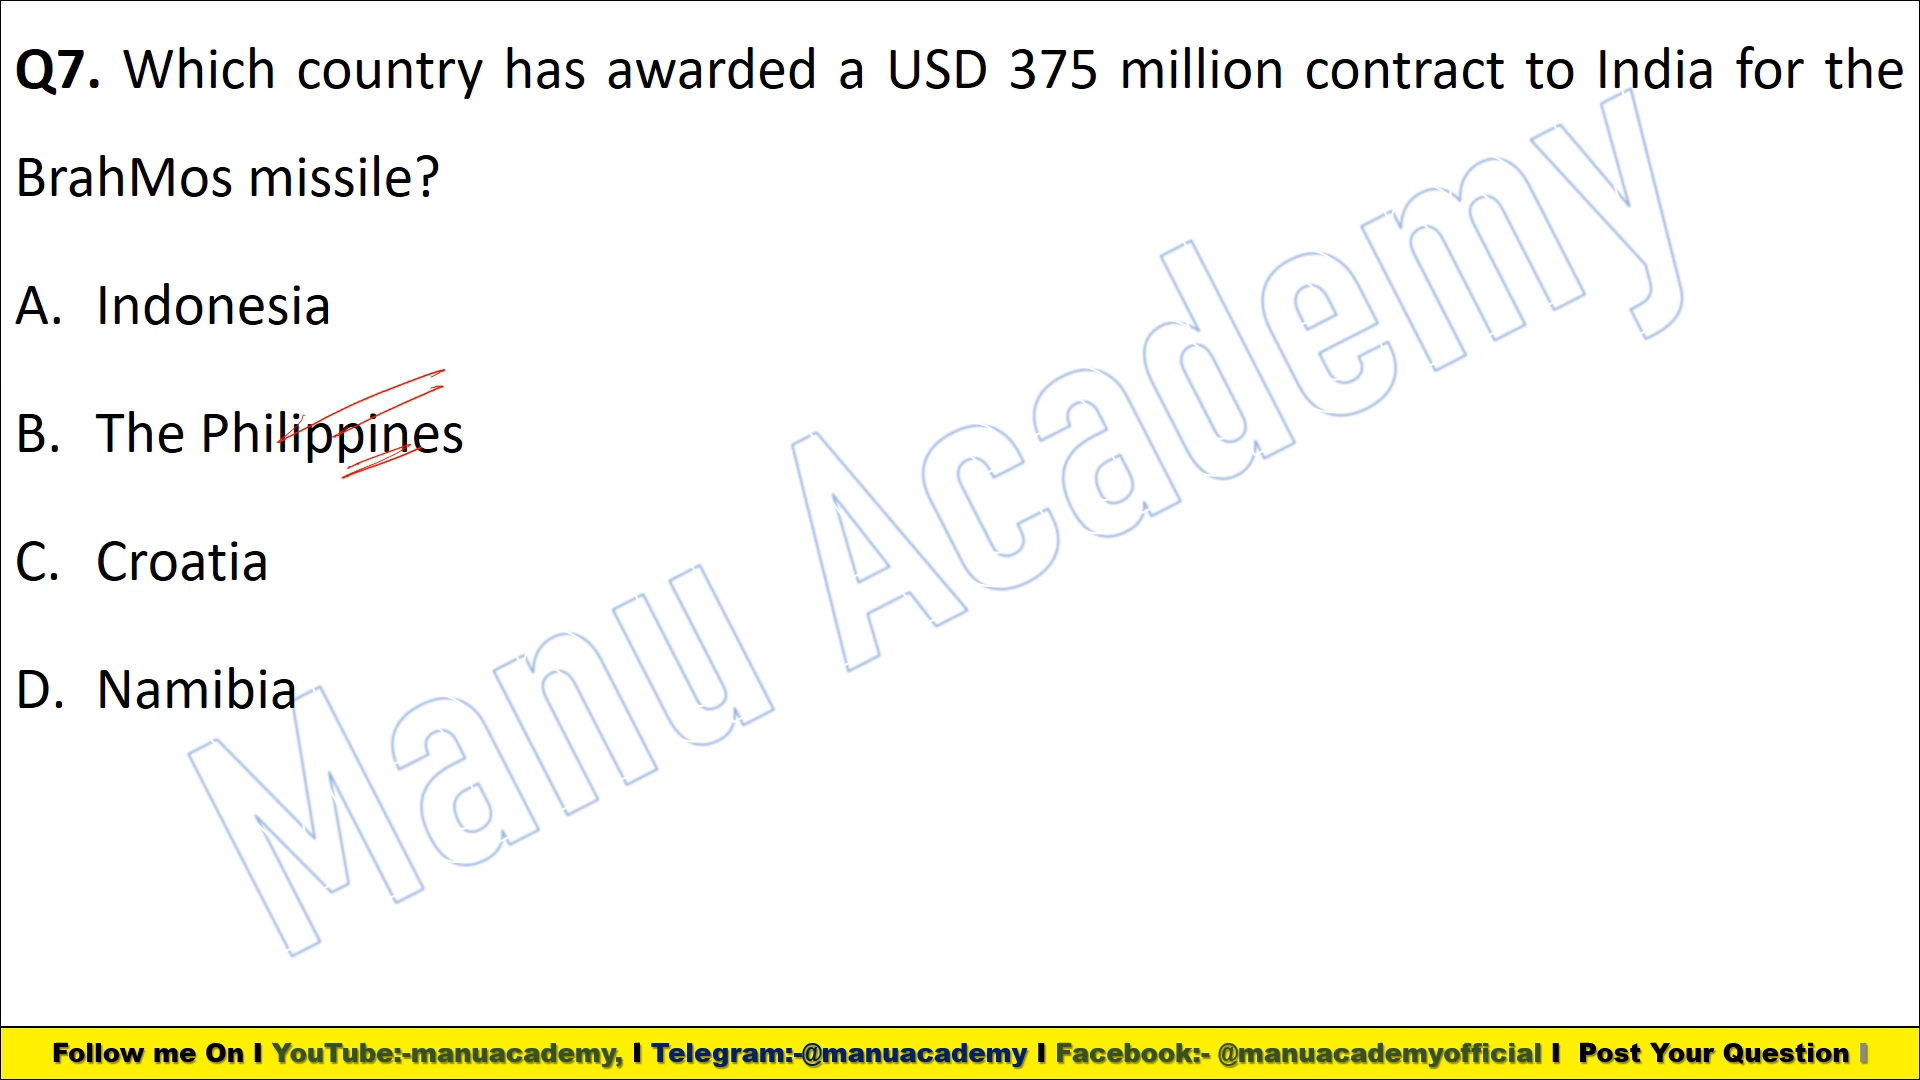 Q7. Which country has awarded a USD 375 million contract to India for the
BrahMos missile?
A. Indonesia
B. The Philippines
C. Croatia
D. Namibia
Manu Academy
Follow me On I YouTube:-manuacademy, I Telegram:-@manuacademy I Facebook:- @manuacademyofficial I Post Your Question I